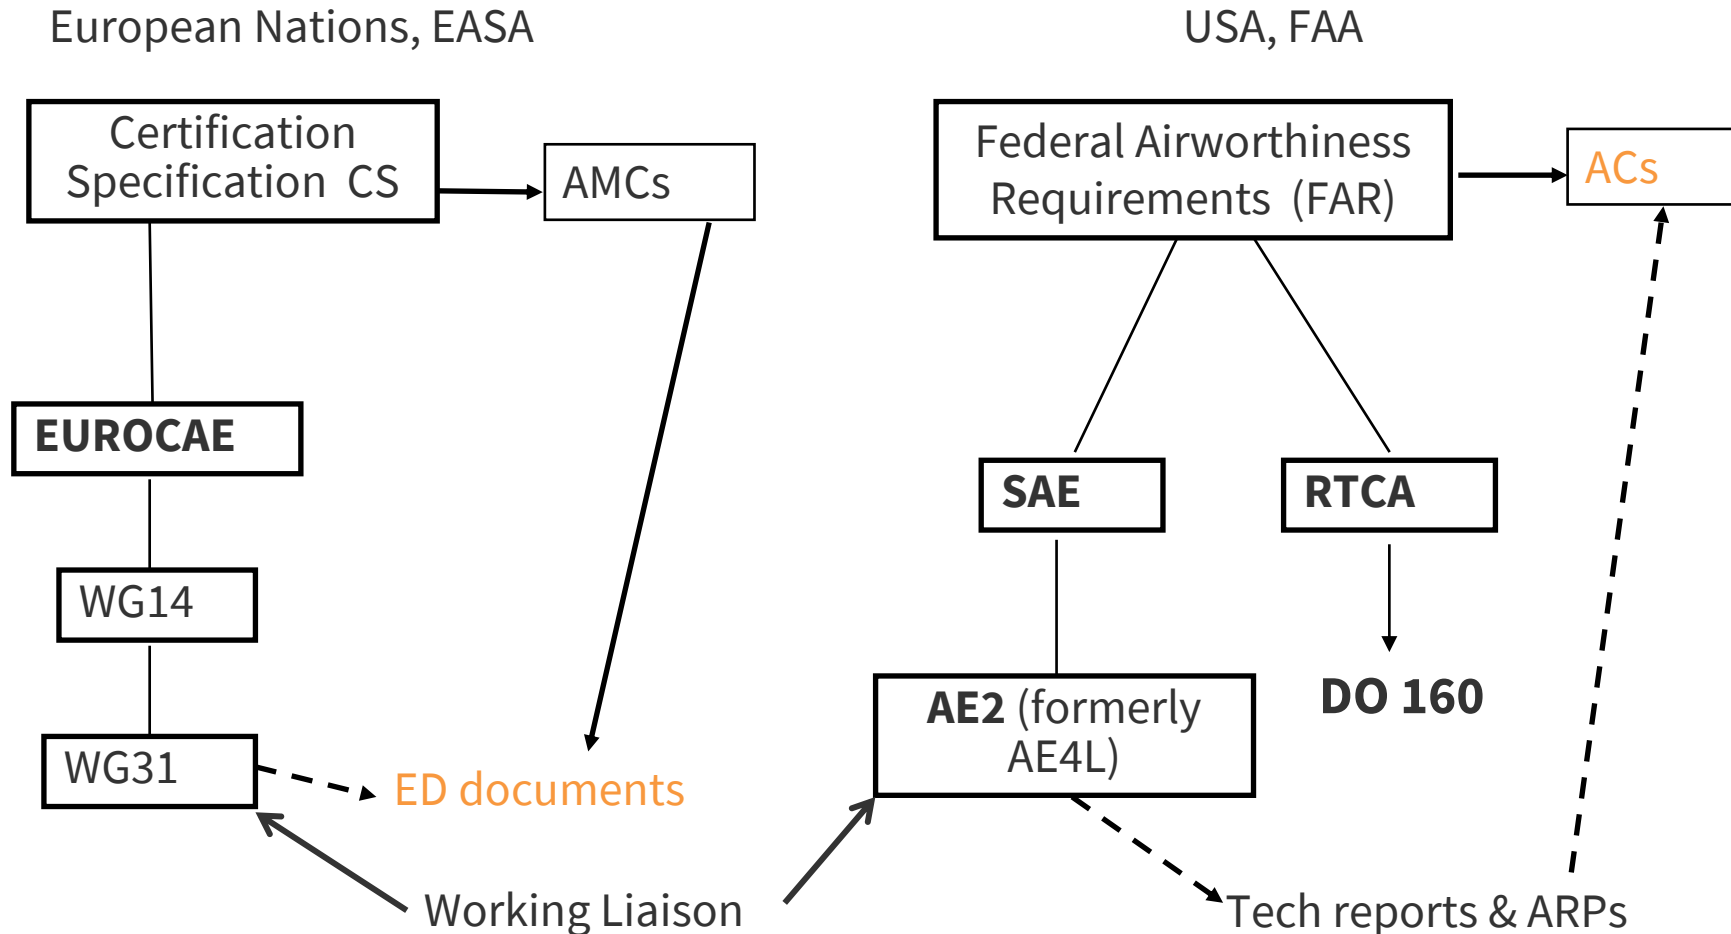 European Nations, EASA
USA, FAA
Certification
Specification  CS
AMCs
Federal Airworthiness
Requirements  (FAR)
ACs
EUROCAE
SAE
RTCA
WG14
AE2 (formerly
AE4L)
DO 160
WG31
ED documents
Working Liaison
Tech reports & ARPs